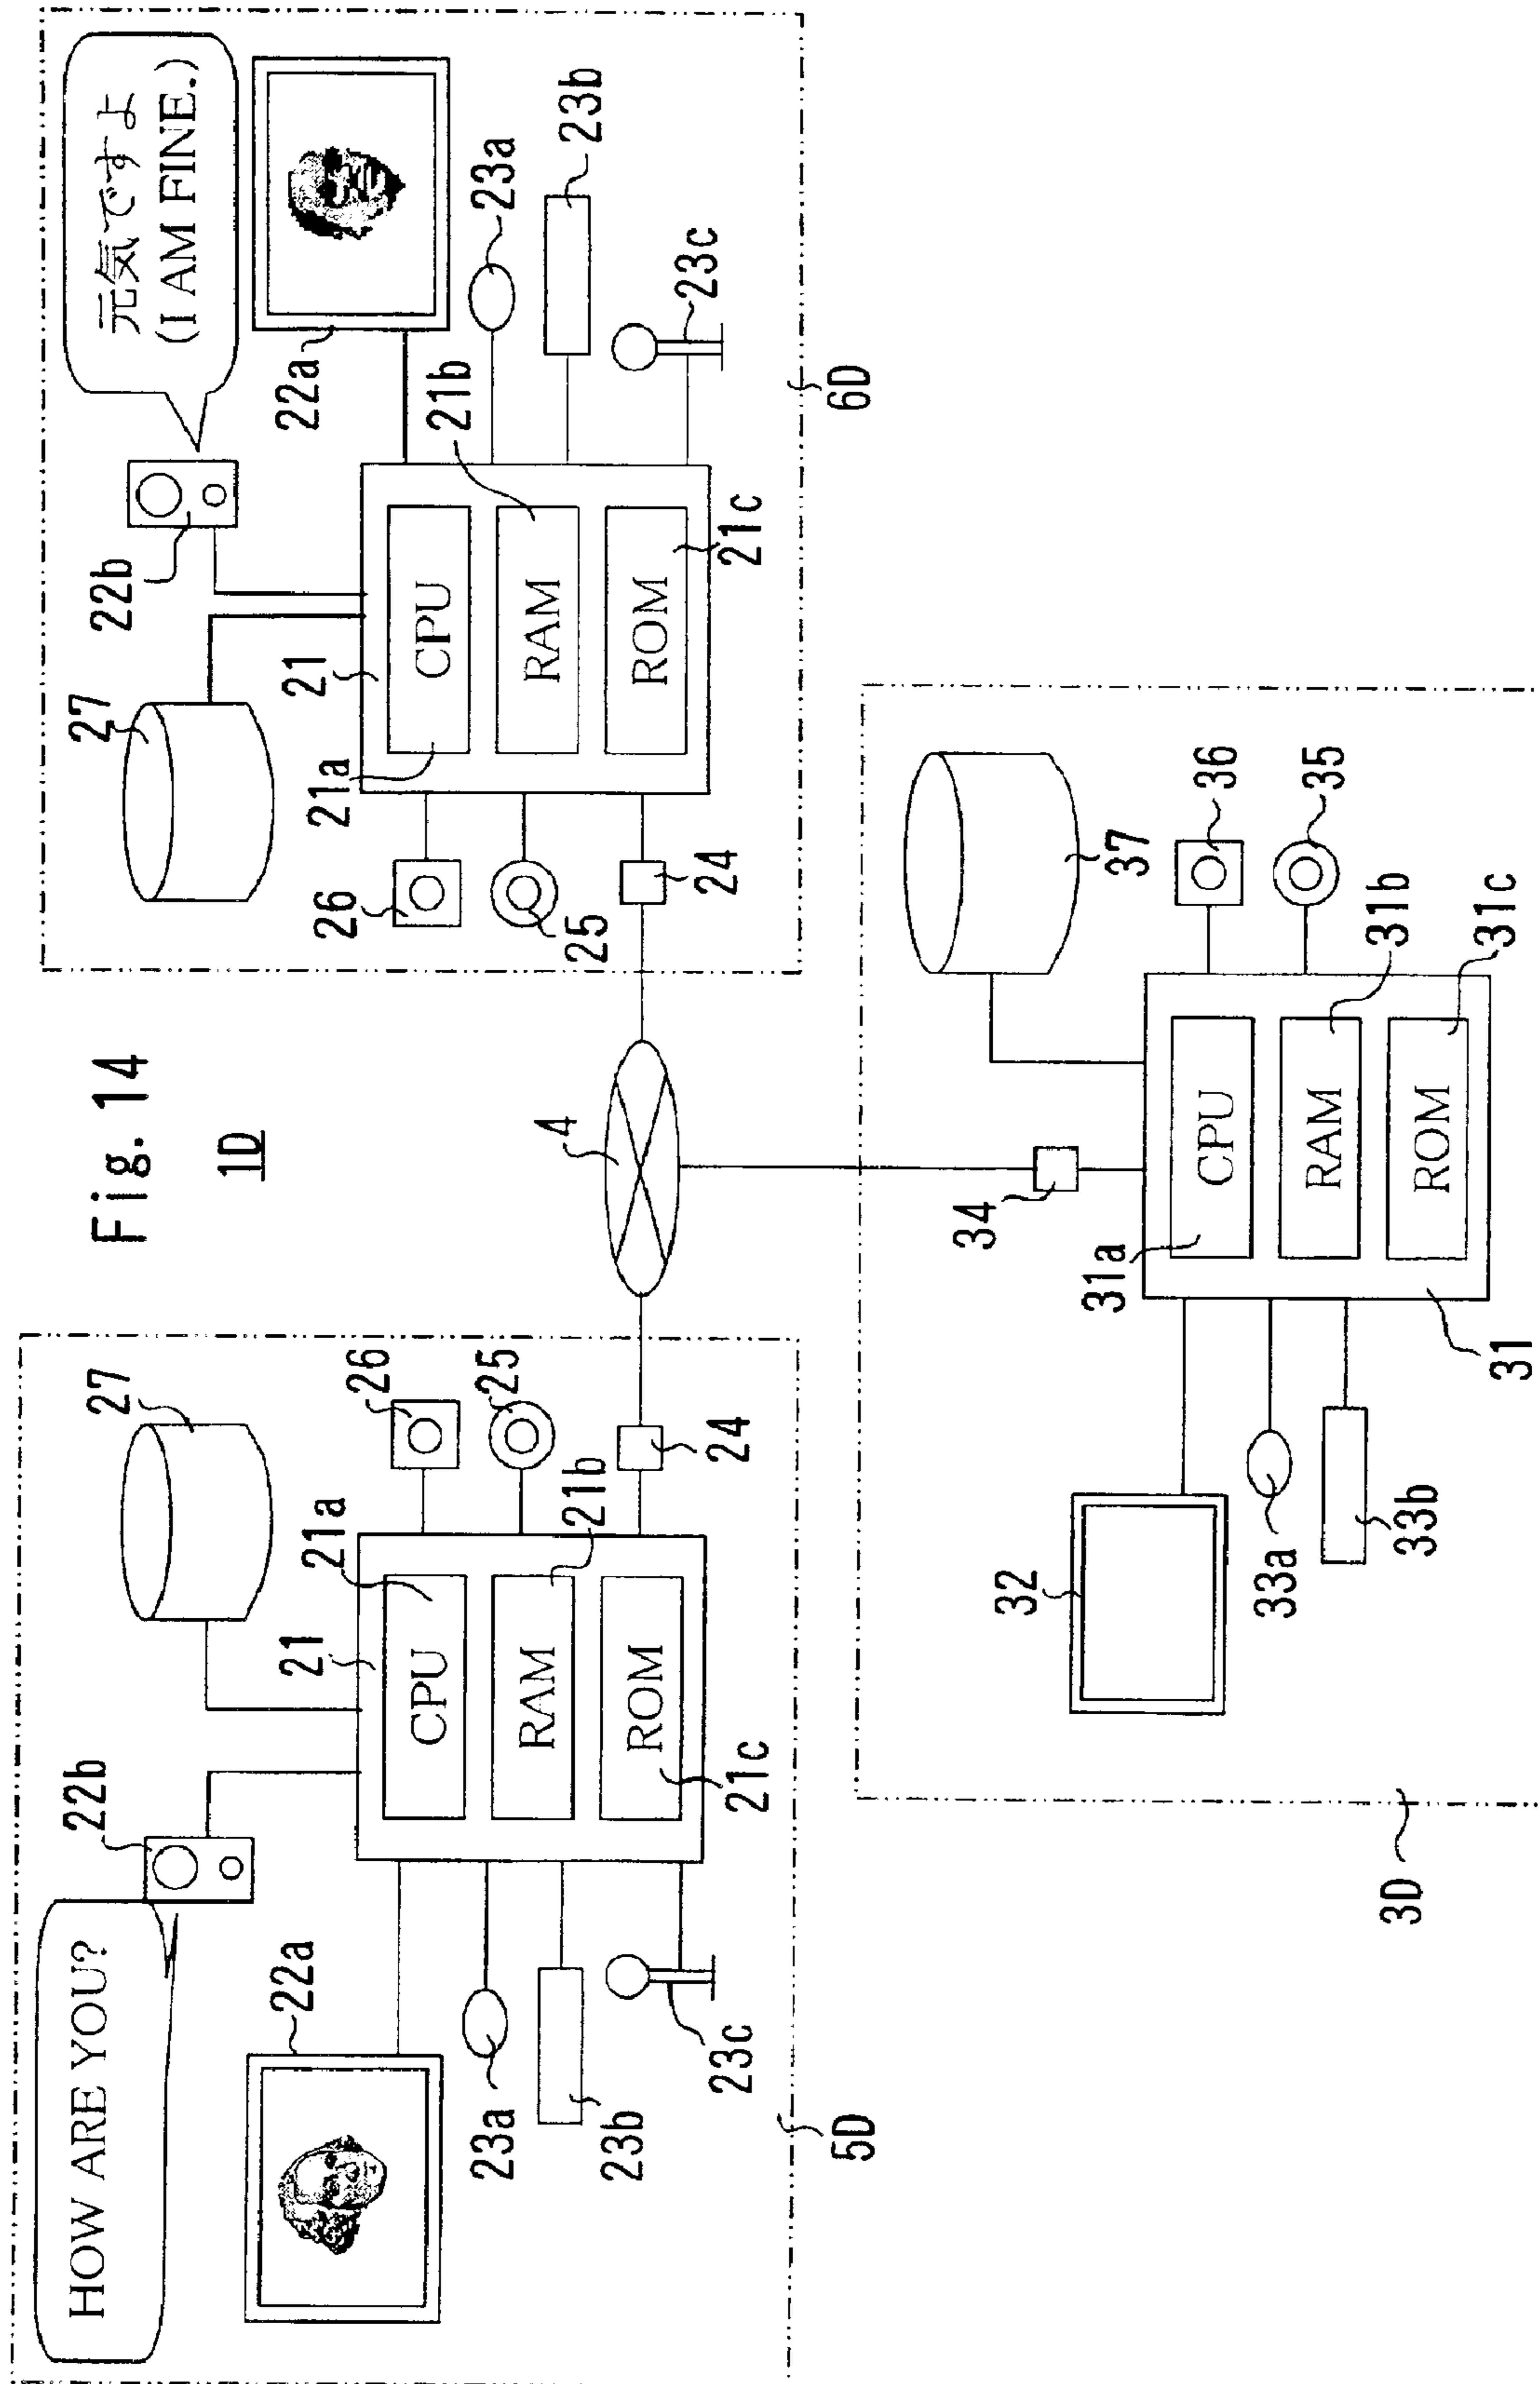 Fig. 14
1D
HOW ARE YOU?
22b
27
22a
21
21a
26
CPU
25
23a
RAM
21b
23b
ROM
24
21c
23c
5D
4
27
22b
元気ですよ
(I AM FINE.)
21
22a
21a
26
CPU
21b
23a
25
RAM
23b
24
ROM
21c
23c
6D
34
37
32
31a
CPU
36
33a
RAM
35
31b
33b
ROM
31c
31
3D